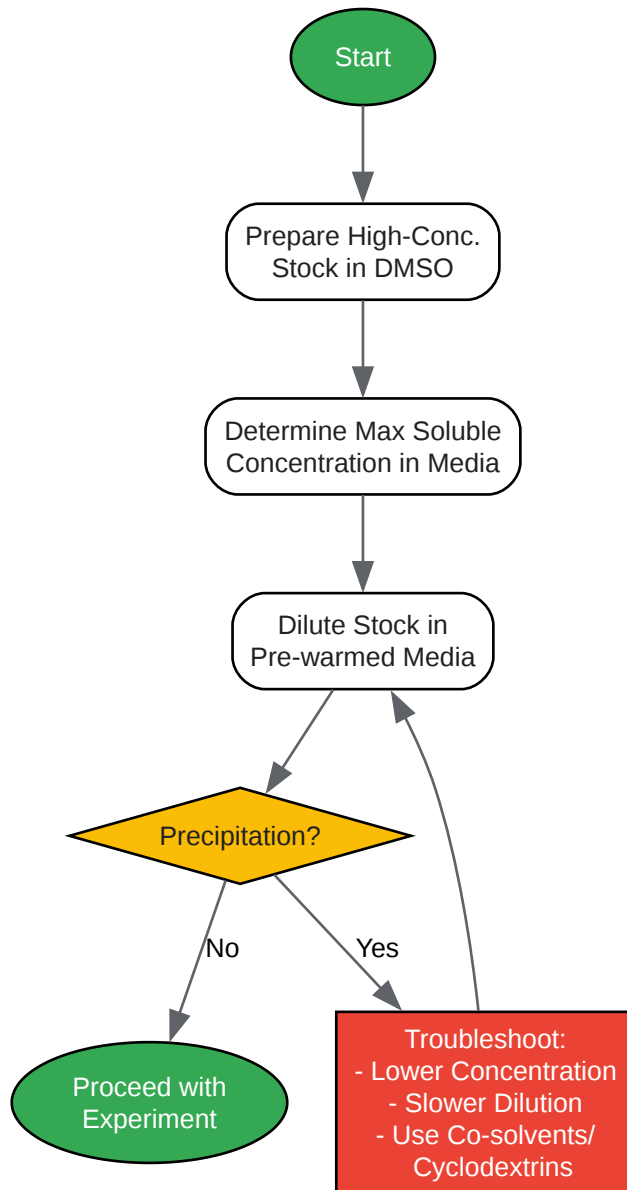 Start
Prepare High-Conc.
Stock in DMSO
Determine Max Soluble
Concentration in Media
Dilute Stock in
Pre-warmed Media
Precipitation?
No
Yes
Proceed with
Experiment
Troubleshoot:
- Lower Concentration
- Slower Dilution
- Use Co-solvents/
Cyclodextrins